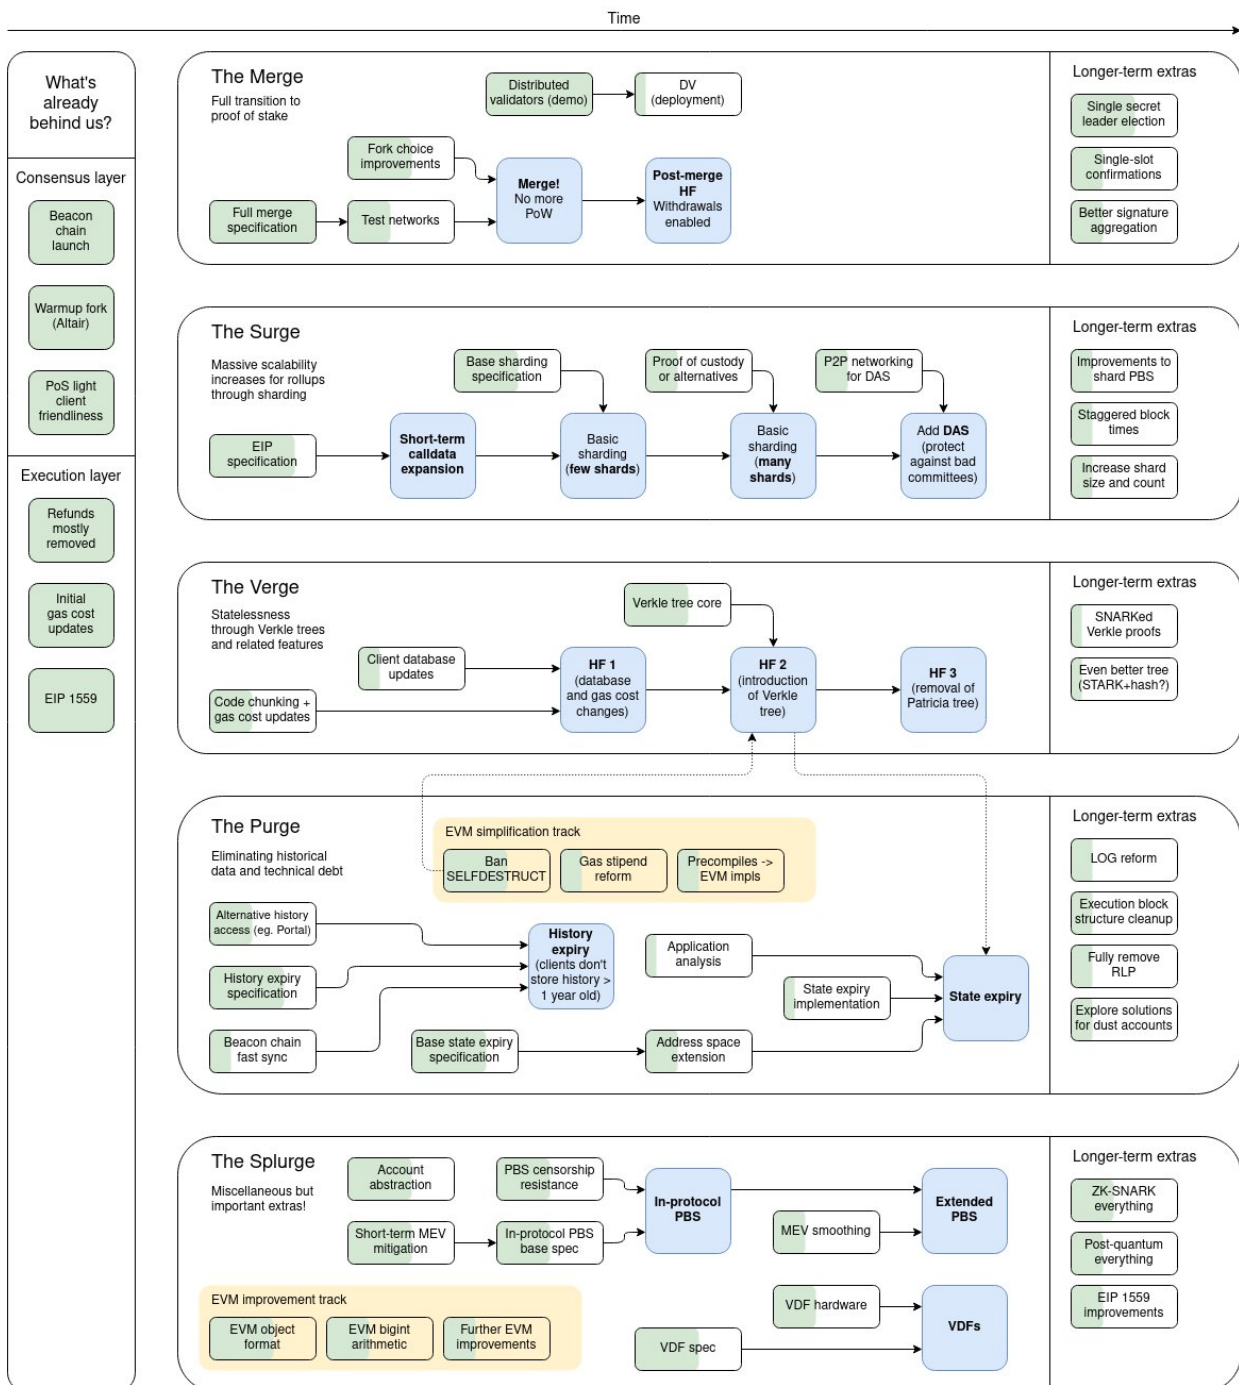 Time
What's
already
behind us?
Consensus layer
Beacon
chain
launch
Warmup fork
(Altair)
PoS light
client
friendliness
Execution layer
Refunds
mostly
removed
Initial
gas cost
updates
EIP 1559
The Merge
Full transition to
proof of stake
Distributed
validators (demo)
DV
(deployment)
Fork choice
improvements
Full merge
specification
Test networks
Merge!
No more
PoW
Post-merge
HF
Withdrawals
enabled
Longer-term extras
Single secret
leader election
Single-slot
confirmations
Better signature
aggregation
The Surge
Massive scalability
increases for rollups
through sharding
Base sharding
specification
Proof of custody
or alternatives
P2P networking
for DAS
EIP
specification
Short-term
calldata
expansion
Basic
sharding
(few shards)
Basic
sharding
(many
shards)
Add DAS
(protect
against bad
committees)
Longer-term extras
Improvements to
shard PBS
Staggered block
times
Increase shard
size and count
The Verge
Statelessness
through Verkle trees
and related features
Verkle tree core
Client database
updates
Code chunking +
gas cost updates
HF 1
(database
and gas cost
changes)
HF 2
(introduction
of Verkle
tree)
HF 3
(removal of
Patricia tree)
Longer-term extras
SNARKed
Verkle proofs
Even better tree
(STARK+hash?)
The Purge
Eliminating historical
data and technical debt
EVM simplification track
Ban
SELFDESTRUCT
Gas stipend
reform
Precompiles ->
EVM impls
Alternative history
access (eg. Portal)
History expiry
specification
Beacon chain
fast sync
History
expiry
(clients don't
store history >
1 year old)
Base state expiry
specification
Application
analysis
State expiry
implementation
Address space
extension
State expiry
Longer-term extras
LOG reform
Execution block
structure cleanup
Fully remove
RLP
Explore solutions
for dust accounts
The Splurge
Miscellaneous but
important extras!
Account
abstraction
PBS censorship
resistance
Short-term MEV
mitigation
In-protocol PBS
base spec
In-protocol
PBS
MEV smoothing
Extended
PBS
EVM improvement track
EVM object
format
EVM bigint
arithmetic
Further EVM
improvements
VDF hardware
VDF spec
VDFs
Longer-term extras
ZK-SNARK
everything
Post-quantum
everything
EIP 1559
improvements